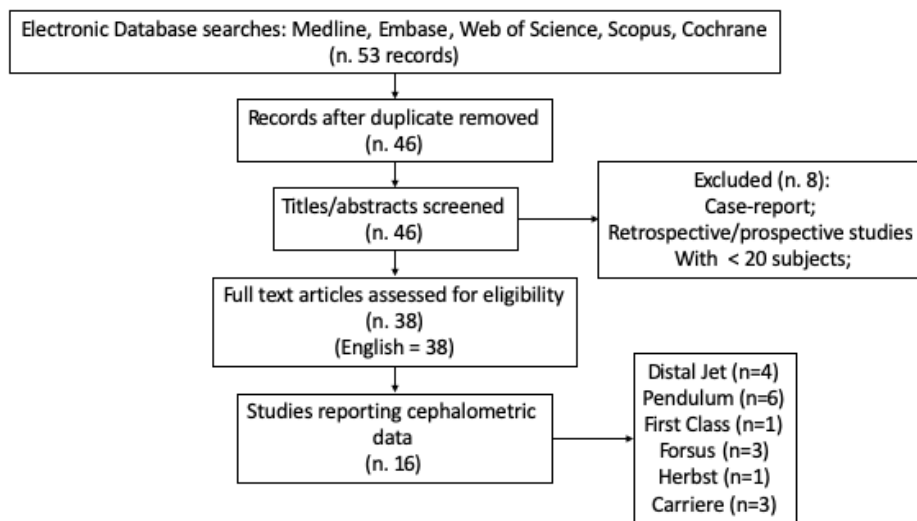 Electronic Database searches: Medline, Embase, Web of Science, Scopus, Cochrane
(n. 53 records)
Records after duplicate removed
(n. 46)
Titles/abstracts screened
(n. 46)
Excluded (n. 8):
Case-report;
Retrospective/prospective studies
With < 20 subjects;
Full text articles assessed for eligibility
(n. 38)
(English = 38)
Studies reporting cephalometric
data
(n. 16)
Distal Jet (n=4)
Pendulum (n=6)
First Class (n=1)
Forsus (n=3)
Herbst (n=1)
Carriere (n=3)